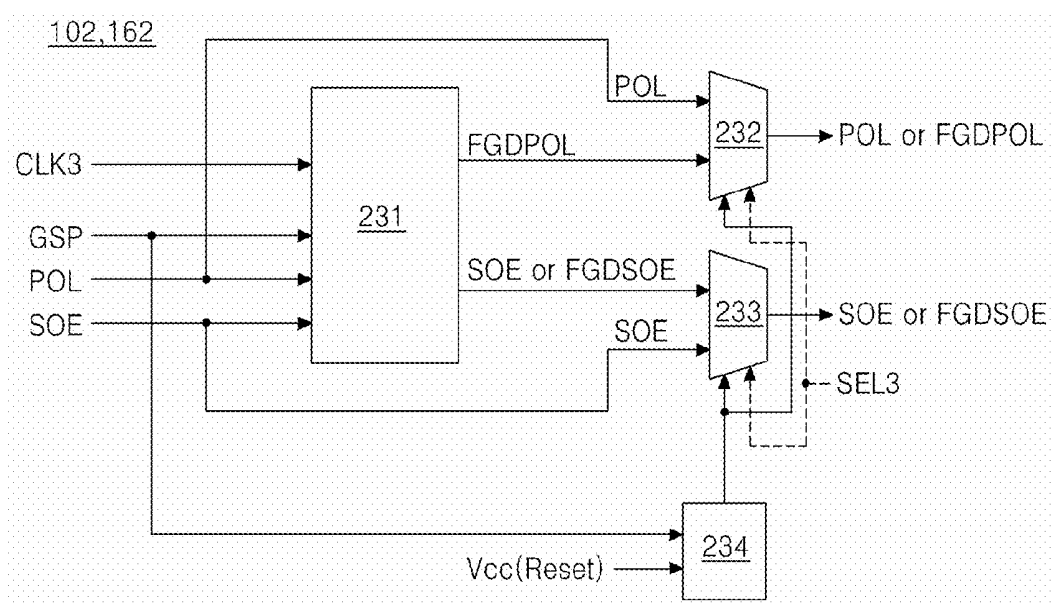 102,162
POL
CLK3
FGDPOL
232
POL or FGDPOL
231
GSP
POL
SOE or FGDSOE
SOE
SOE
233
SOE or FGDSOE
SEL3
234
Vcc(Reset)